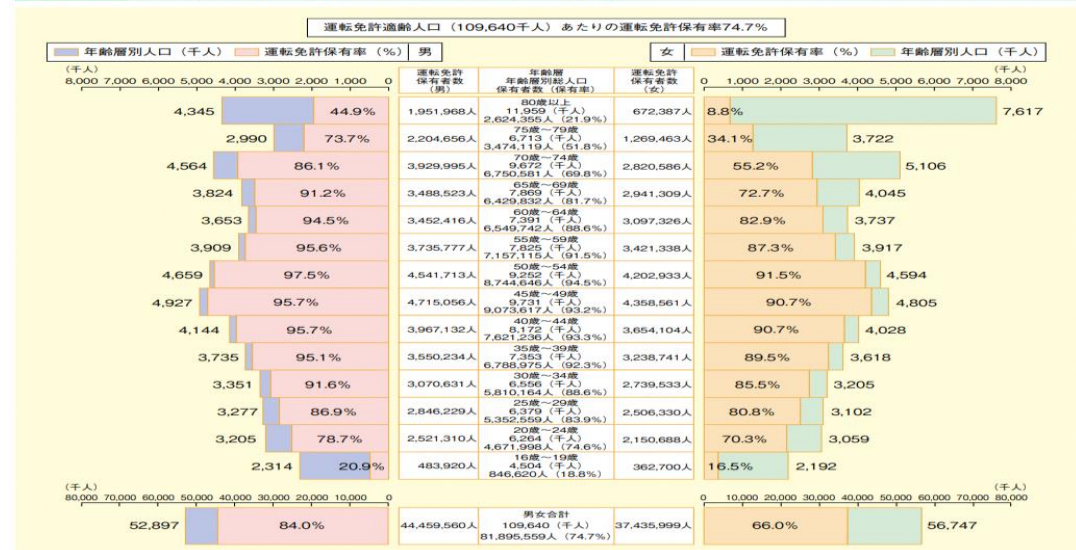 運転免許適齢人口（109,640千人）あたりの運転免許保有率74.7%
年齢層別人口（千人） 運転免許保有率（%） 男
女 運転免許保有率（%） 年齢層別人口（千人）
（千人）
8,000 7,000 6,000 5,000 4,000 3,000 2,000 1,000 0
運転免許
保有者数
（男）
年齢層
年齢層別総人口
保有者数（保有率）
運転免許
保有者数
（女）
（千人）
0 1,000 2,000 3,000 4,000 5,000 6,000 7,000 8,000
80歳以上
4,345 44.9% 1,951,968人 11,959（千人） 672,387人 8.8% 7,617
2,624,355人（21.9%）
75歳～79歳
2,990 73.7% 2,204,656人 6,713（千人） 1,269,463人 34.1% 3,722
3,474,119人（51.8%）
70歳～74歳
4,564 86.1% 3,929,995人 9,672（千人） 2,820,586人 55.2% 5,106
6,750,581人（69.8%）
65歳～69歳
3,824 91.2% 3,488,523人 7,869（千人） 2,941,309人 72.7% 4,045
6,429,832人（81.7%）
60歳～64歳
3,653 94.5% 3,452,416人 7,391（千人） 3,097,326人 82.9% 3,737
6,549,742人（88.6%）
55歳～59歳
3,909 95.6% 3,735,777人 7,825（千人） 3,421,338人 87.3% 3,917
7,157,115人（91.5%）
50歳～54歳
4,659 97.5% 4,541,713人 9,252（千人） 4,202,933人 91.5% 4,594
8,744,646人（94.5%）
45歳～49歳
4,927 95.7% 4,715,056人 9,731（千人） 4,358,561人 90.7% 4,805
9,073,617人（93.2%）
40歳～44歳
4,144 95.7% 3,967,132人 8,172（千人） 3,654,104人 90.7% 4,028
7,621,236人（93.3%）
35歳～39歳
3,735 95.1% 3,550,234人 7,353（千人） 3,238,741人 89.5% 3,618
6,788,975人（92.3%）
30歳～34歳
3,351 91.6% 3,070,631人 6,556（千人） 2,739,533人 85.5% 3,205
5,810,164人（88.6%）
25歳～29歳
3,277 86.9% 2,846,229人 6,379（千人） 2,506,330人 80.8% 3,102
5,352,559人（83.9%）
20歳～24歳
3,205 78.7% 2,521,310人 6,264（千人） 2,150,688人 70.3% 3,059
4,671,998人（74.6%）
16歳～19歳
2,314 20.9% 483,920人 4,504（千人） 362,700人 16.5% 2,192
846,620人（18.8%）
（千人）
80,000 70,000 60,000 50,000 40,000 30,000 20,000 10,000 0
（千人）
0 10,000 20,000 30,000 40,000 50,000 60,000 70,000 80,000
男女合計
52,897 84.0% 44,459,560人 109,640（千人） 37,435,999人 66.0% 56,747
81,895,559人（74.7%）